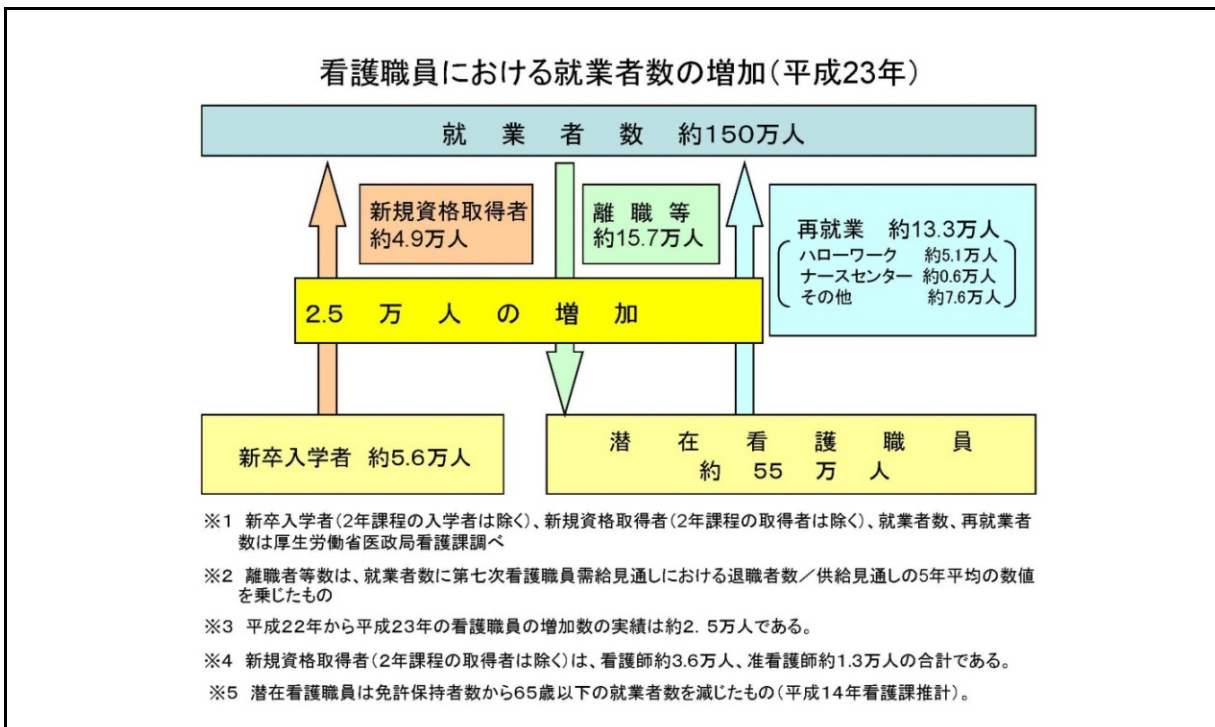 看護職員における就業者数の増加(平成23年)
就 業 者 数 約150万人
新規資格取得者
約4.9万人
離 職 等
約15.7万人
再就業 約13.3万人
ハローワーク 約5.1万人
ナースセンター 約0.6万人
その他 約7.6万人
2.5 万 人 の 増 加
新卒入学者 約5.6万人
潜 在 看 護 職 員
約 55 万 人
※1 新卒入学者(2年課程の入学者は除く)、新規資格取得者(2年課程の取得者は除く)、就業者数、再就業者
数は厚生労働省医政局看護課調べ
※2 離職者等数は、就業者数に第七次看護職員需給見通しにおける退職者数/供給見通しの5年平均の数値
を乗じたもの
※3 平成22年から平成23年の看護職員の増加数の実績は約2.5万人である。
※4 新規資格取得者(2年課程の取得者は除く)は、看護師約3.6万人、准看護師約1.3万人の合計である。
※5 潜在看護職員は免許保持者数から65歳以下の就業者数を減じたもの(平成14年看護課推計)。